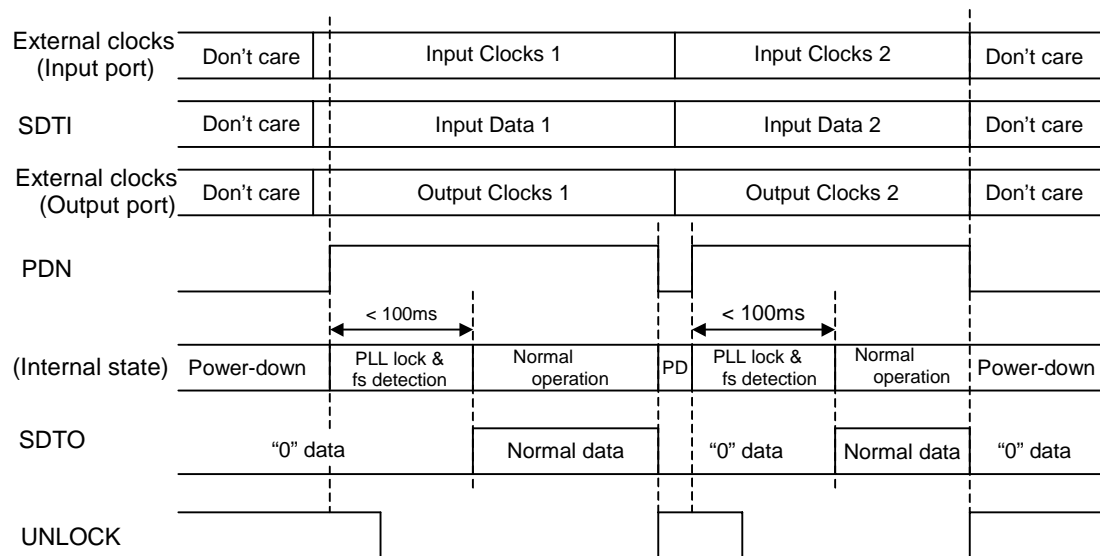 External clocks
(Input port)
Don't care
Input Clocks 1
Input Clocks 2
Don't care
SDTI
Don't care
Input Data 1
Input Data 2
Don't care
External clocks
(Output port)
Don't care
Output Clocks 1
Output Clocks 2
Don't care
PDN
< 100ms
< 100ms
(Internal state)
Power-down
PLL lock &
fs detection
Normal
operation
PD
PLL lock &
fs detection
Normal
operation
Power-down
SDTO
“0” data
Normal data
“0” data
Normal data
“0” data
UNLOCK